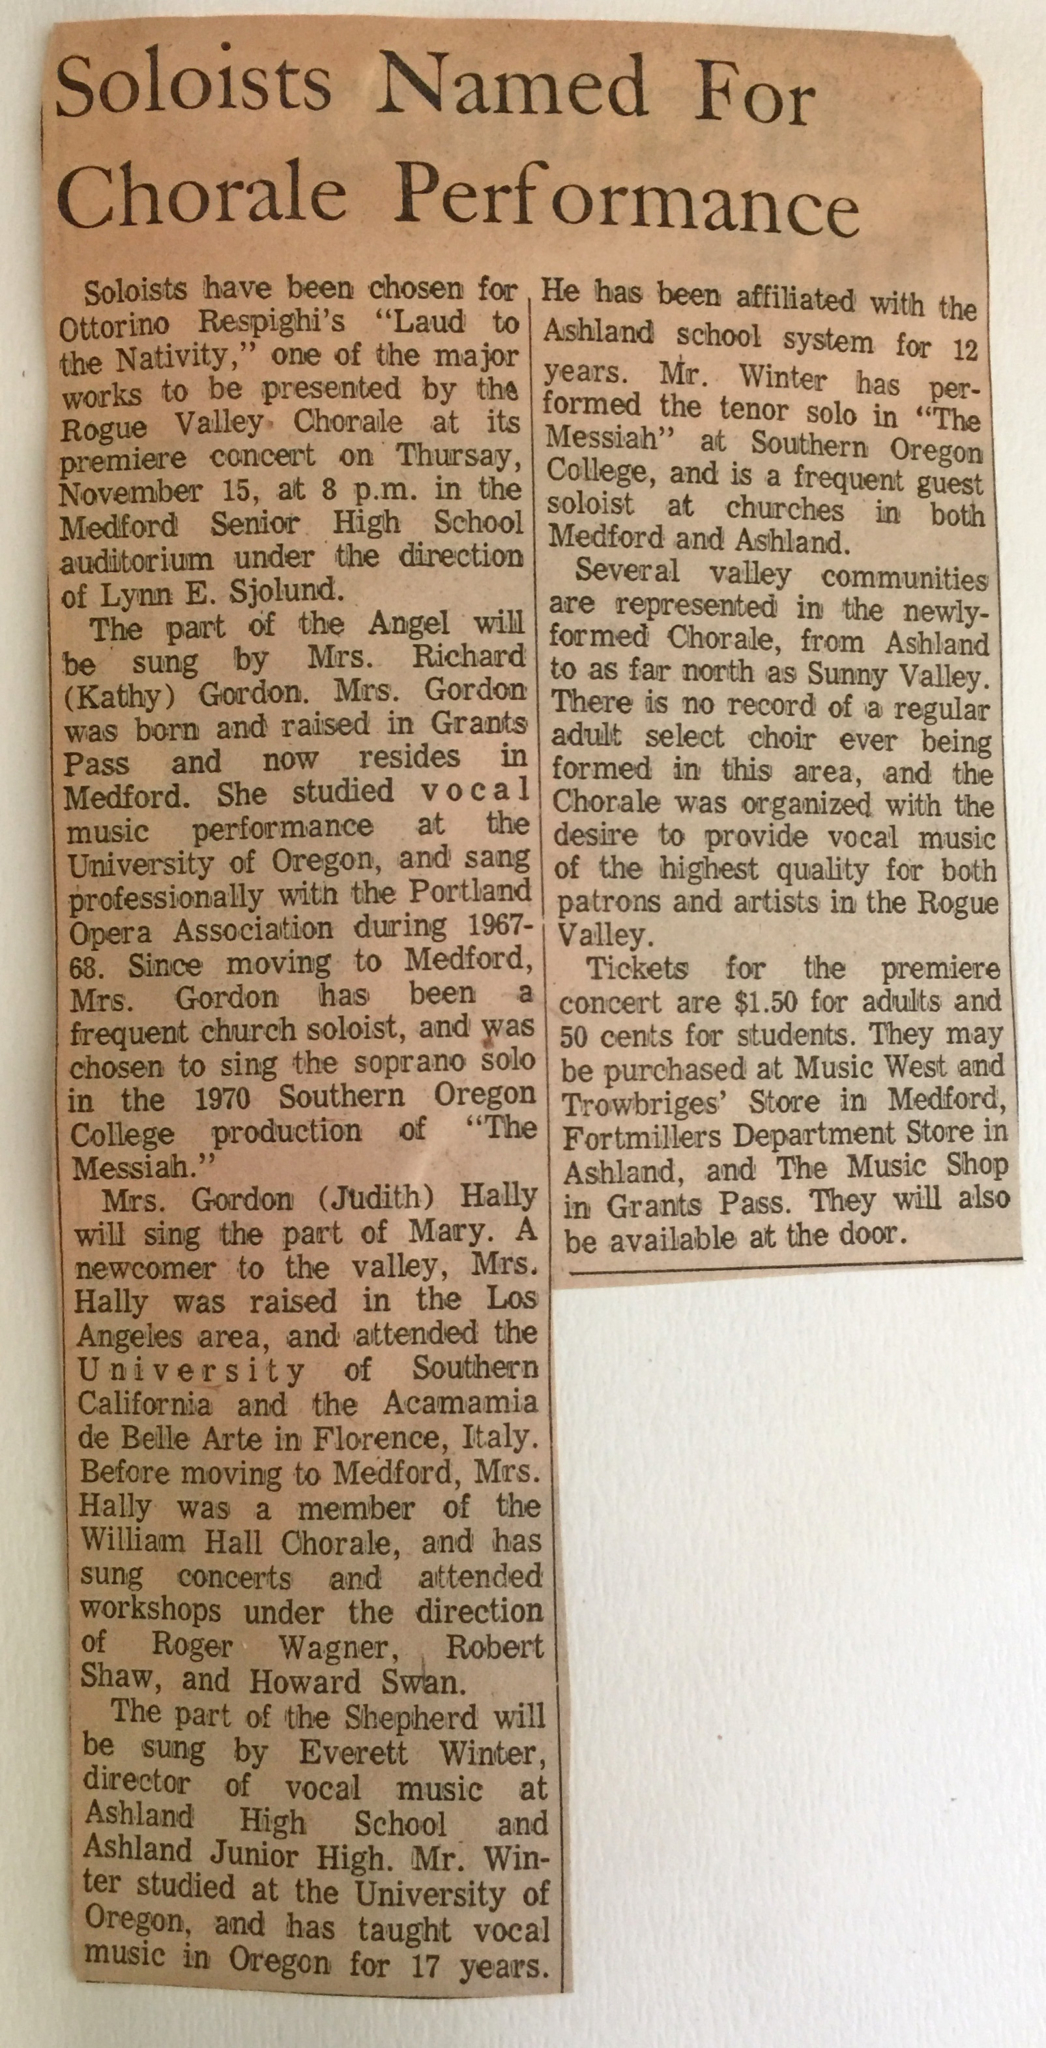 Soloists Named For
Chorale Performance
Soloists have been chosen for
Ottorino Respighi's "Laud to
the Nativity," one of the major
works to be presented by the
Rogue Valley Chorale at its
premiere concert on Thursay,
November 15, at 8 p.m. in the
Medford Senior High School
auditorium under the direction
of Lynn E. Sjolund.
The part of the Angel will
be sung by Mrs. Richard
(Kathy) Gordon. Mrs. Gordon
was born and raised in Grants
Pass and now resides in
Medford. She studied vocal
music performance at the
University of Oregon, and sang
professionally with the Portland
Opera Association during 1967-
68. Since moving to Medford,
Mrs. Gordon has been a
frequent church soloist, and was
chosen to sing the soprano solo
in the 1970 Southern Oregon
College production of "The
Messiah."
Mrs. Gordon (Judith) Hally
will sing the part of Mary. A
newcomer to the valley, Mrs.
Hally was raised in the Los
Angeles area, and attended the
University of Southern
California and the Acamamia
de Belle Arte in Florence, Italy.
Before moving to Medford, Mrs.
Hally was a member of the
William Hall Chorale, and has
sung concerts and attended
workshops under the direction
of Roger Wagner, Robert
Shaw, and Howard Swan.
The part of the Shepherd will
be sung by Everett Winter,
director of vocal music at
Ashland High School and
Ashland Junior High. Mr. Win-
ter studied at the University of
Oregon, and has taught vocal
music in Oregon for 17 years.
He has been affiliated with the
Ashland school system for 12
years. Mr. Winter has per-
formed the tenor solo in "The
Messiah" at Southern Oregon
College, and is a frequent guest
soloist at churches in both
Medford and Ashland.
Several valley communities
are represented in the newly-
formed Chorale, from Ashland
to as far north as Sunny Valley.
There is no record of a regular
adult select choir ever being
formed in this area, and the
Chorale was organized with the
desire to provide vocal music
of the highest quality for both
patrons and artists in the Rogue
Valley.
Tickets for the premiere
concert are $1.50 for adults and
50 cents for students. They may
be purchased at Music West and
Trowbriges' Store in Medford,
Fortmillers Department Store in
Ashland, and The Music Shop
in Grants Pass. They will also
be available at the door.